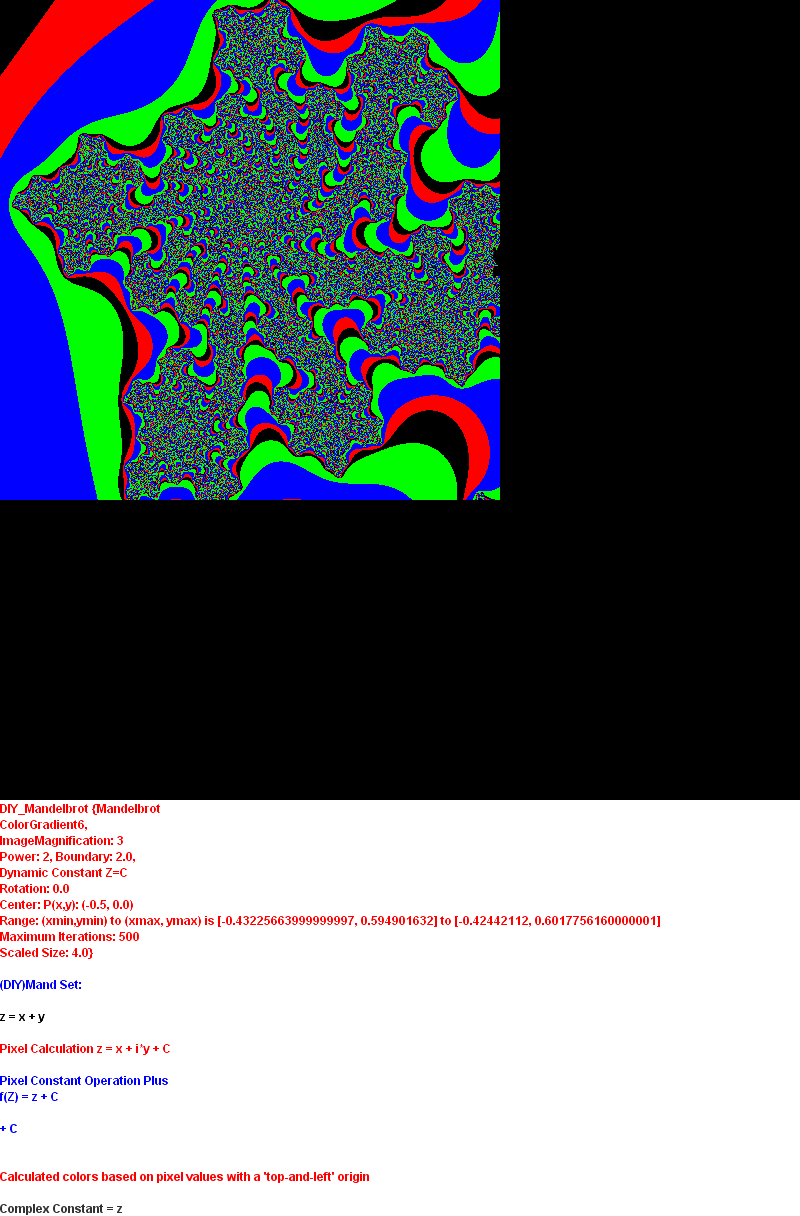 DIY_Mandelbrot {Mandelbrot
ColorGradient6,
ImageMagnification: 3
Power: 2, Boundary: 2.0,
Dynamic Constant Z=C
Rotation: 0.0
Center: P(x,y): (-0.5, 0.0)
Range: (xmin,ymin) to (xmax, ymax) is [-0.43225663999999997, 0.594901632] to [-0.42442112, 0.6017756160000001]
Maximum Iterations: 500
Scaled Size: 4.0}
(DIY)Mand Set:
z = x + y
Pixel Calculation z = x + i*y + C
Pixel Constant Operation Plus
f(Z) = z + C
+ C
Calculated colors based on pixel values with a 'top-and-left' origin
Complex Constant = z